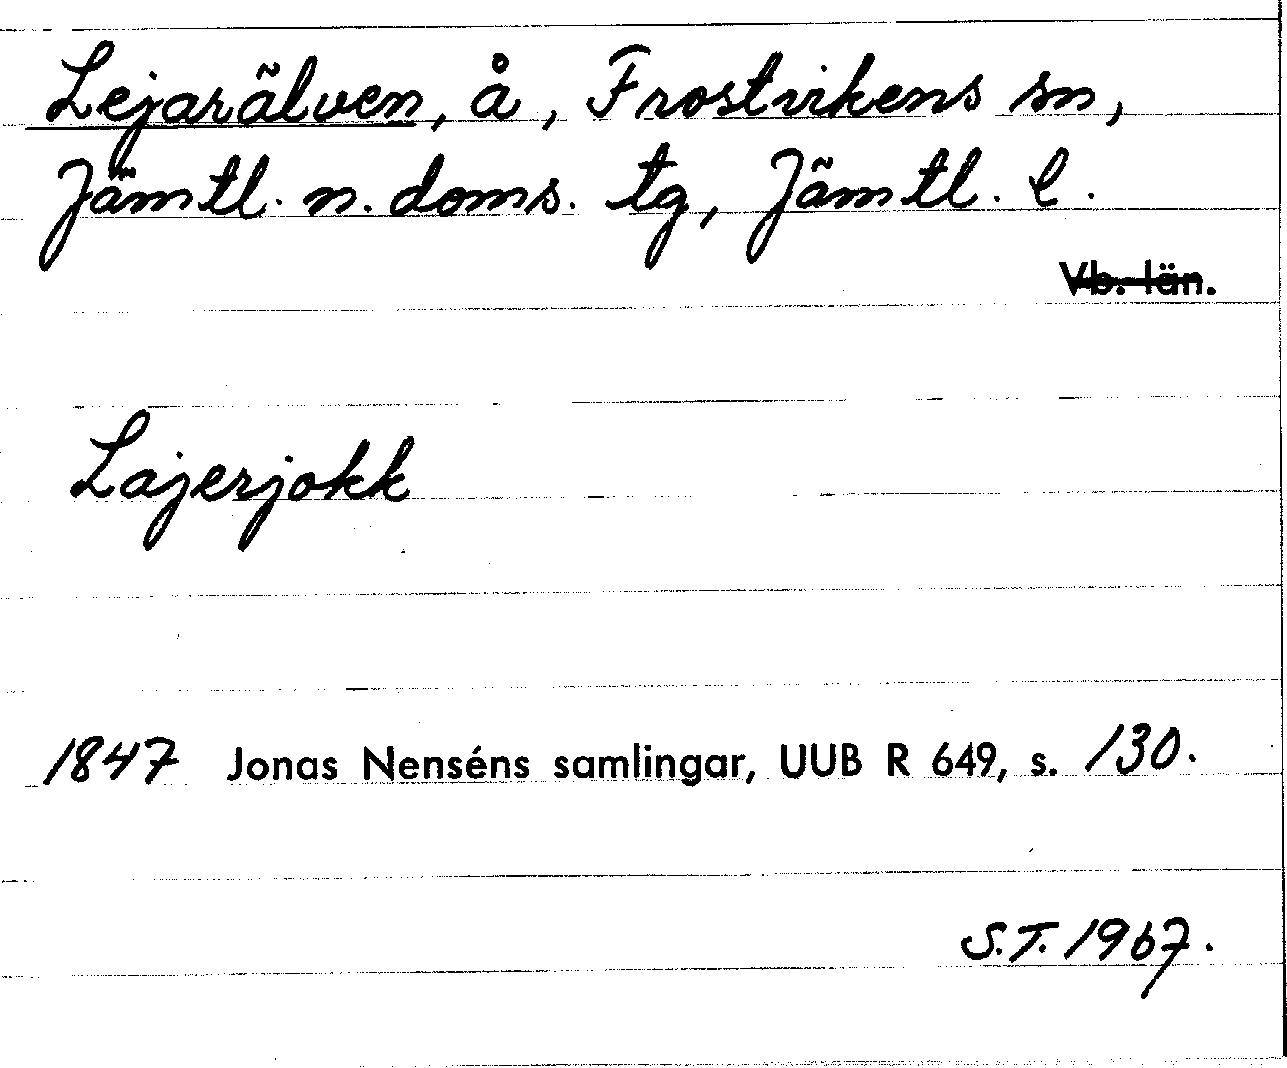 Lejarälven, å, Frostvikens sn,
Jämtl. n. doms. tg, Jämtl. l.
Vb. län.
Lajerjokk
1847 Jonas Nenséns samlingar, UUB R 649, s. 130.
S.T. 1967.